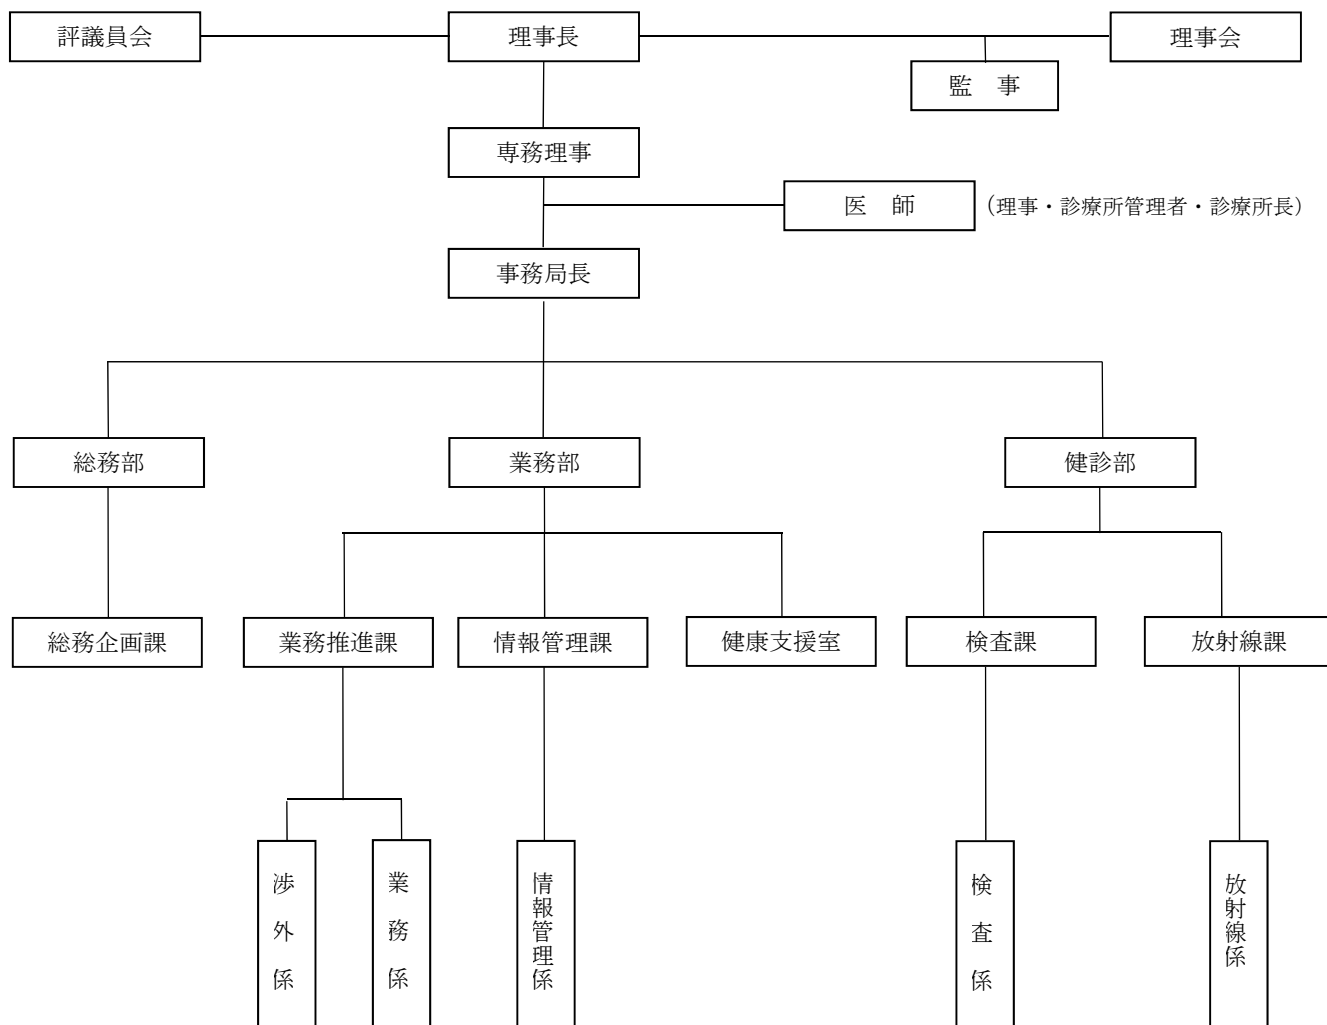 評議員会
理事長
理事会
監　事
専務理事
医　師
(理事・診療所管理者・診療所長)
事務局長
総務部
業務部
健診部
総務企画課
業務推進課
情報管理課
健康支援室
検査課
放射線課
渉外係
業務係
情報管理係
検査係
放射線係